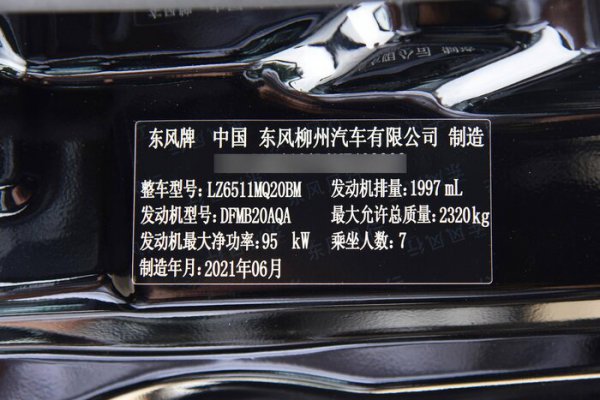 东风牌 中国 东风柳州汽车有限公司 制造
整车型号:LZ6511MQ20BM 发动机排量:1997 mL
发动机型号:DFMB20AQA 最大允许总质量:2320kg
发动机最大净功率:95 kW 乘坐人数:7
制造年月:2021年06月